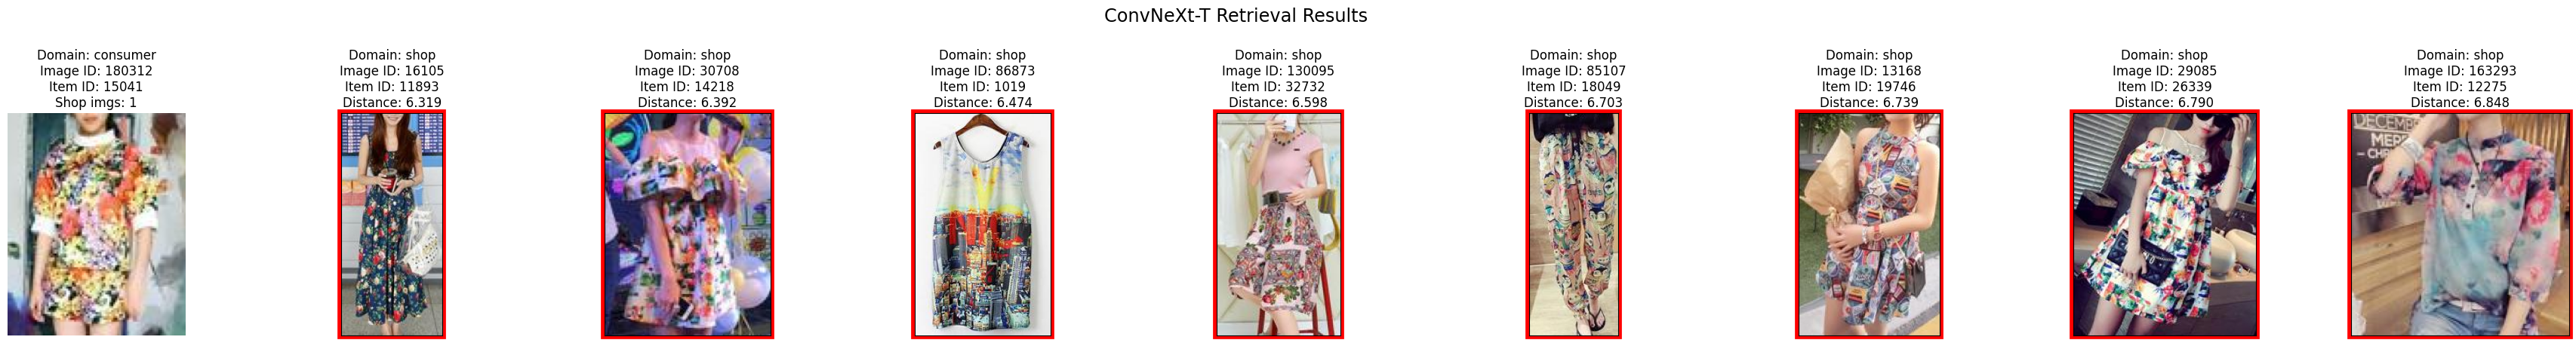 ConvNeXt-T Retrieval Results
Domain: consumer
Image ID: 180312
Item ID: 15041
Shop imgs: 1
Domain: shop
Image ID: 16105
Item ID: 11893
Distance: 6.319
Domain: shop
Image ID: 30708
Item ID: 14218
Distance: 6.392
Domain: shop
Image ID: 86873
Item ID: 1019
Distance: 6.474
Domain: shop
Image ID: 130095
Item ID: 32732
Distance: 6.598
Domain: shop
Image ID: 85107
Item ID: 18049
Distance: 6.703
Domain: shop
Image ID: 13168
Item ID: 19746
Distance: 6.739
Domain: shop
Image ID: 29085
Item ID: 26339
Distance: 6.790
Domain: shop
Image ID: 163293
Item ID: 12275
Distance: 6.848
DECEMB
MER